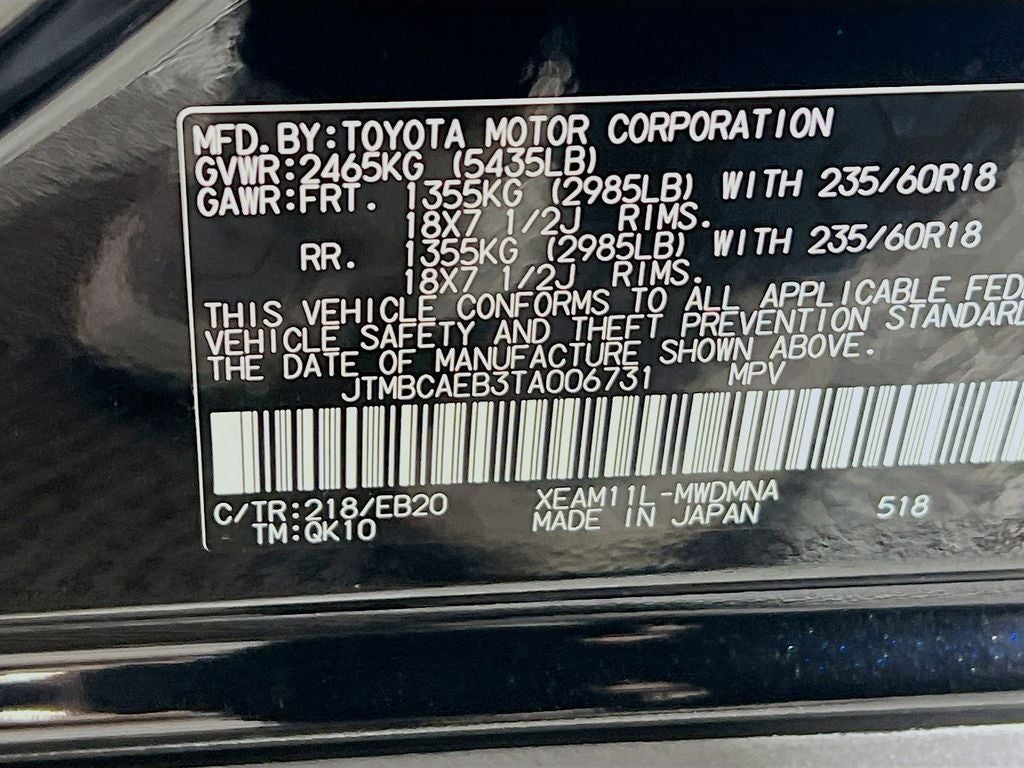 MFD. BY: TOYOTA MOTOR CORPORATION
GVWR: 2465KG (5435LB)
GAWR: FRT. 1355KG (2985LB) WITH 235/60R18
18X7 1/2J RIMS.
RR. 1355KG (2985LB) WITH 235/60R18
18X7 1/2J RIMS.
THIS VEHICLE CONFORMS TO ALL APPLICABLE
VEHICLE SAFETY AND THEFT PREVENTION
THE DATE OF MANUFACTURE SHOWN ABOVE.
JTMBCAEB3TA006731 MPV
C/TR: 218/EB20 XEAM11L-MWDMNA 518
TM: QK10 MADE IN JAPAN